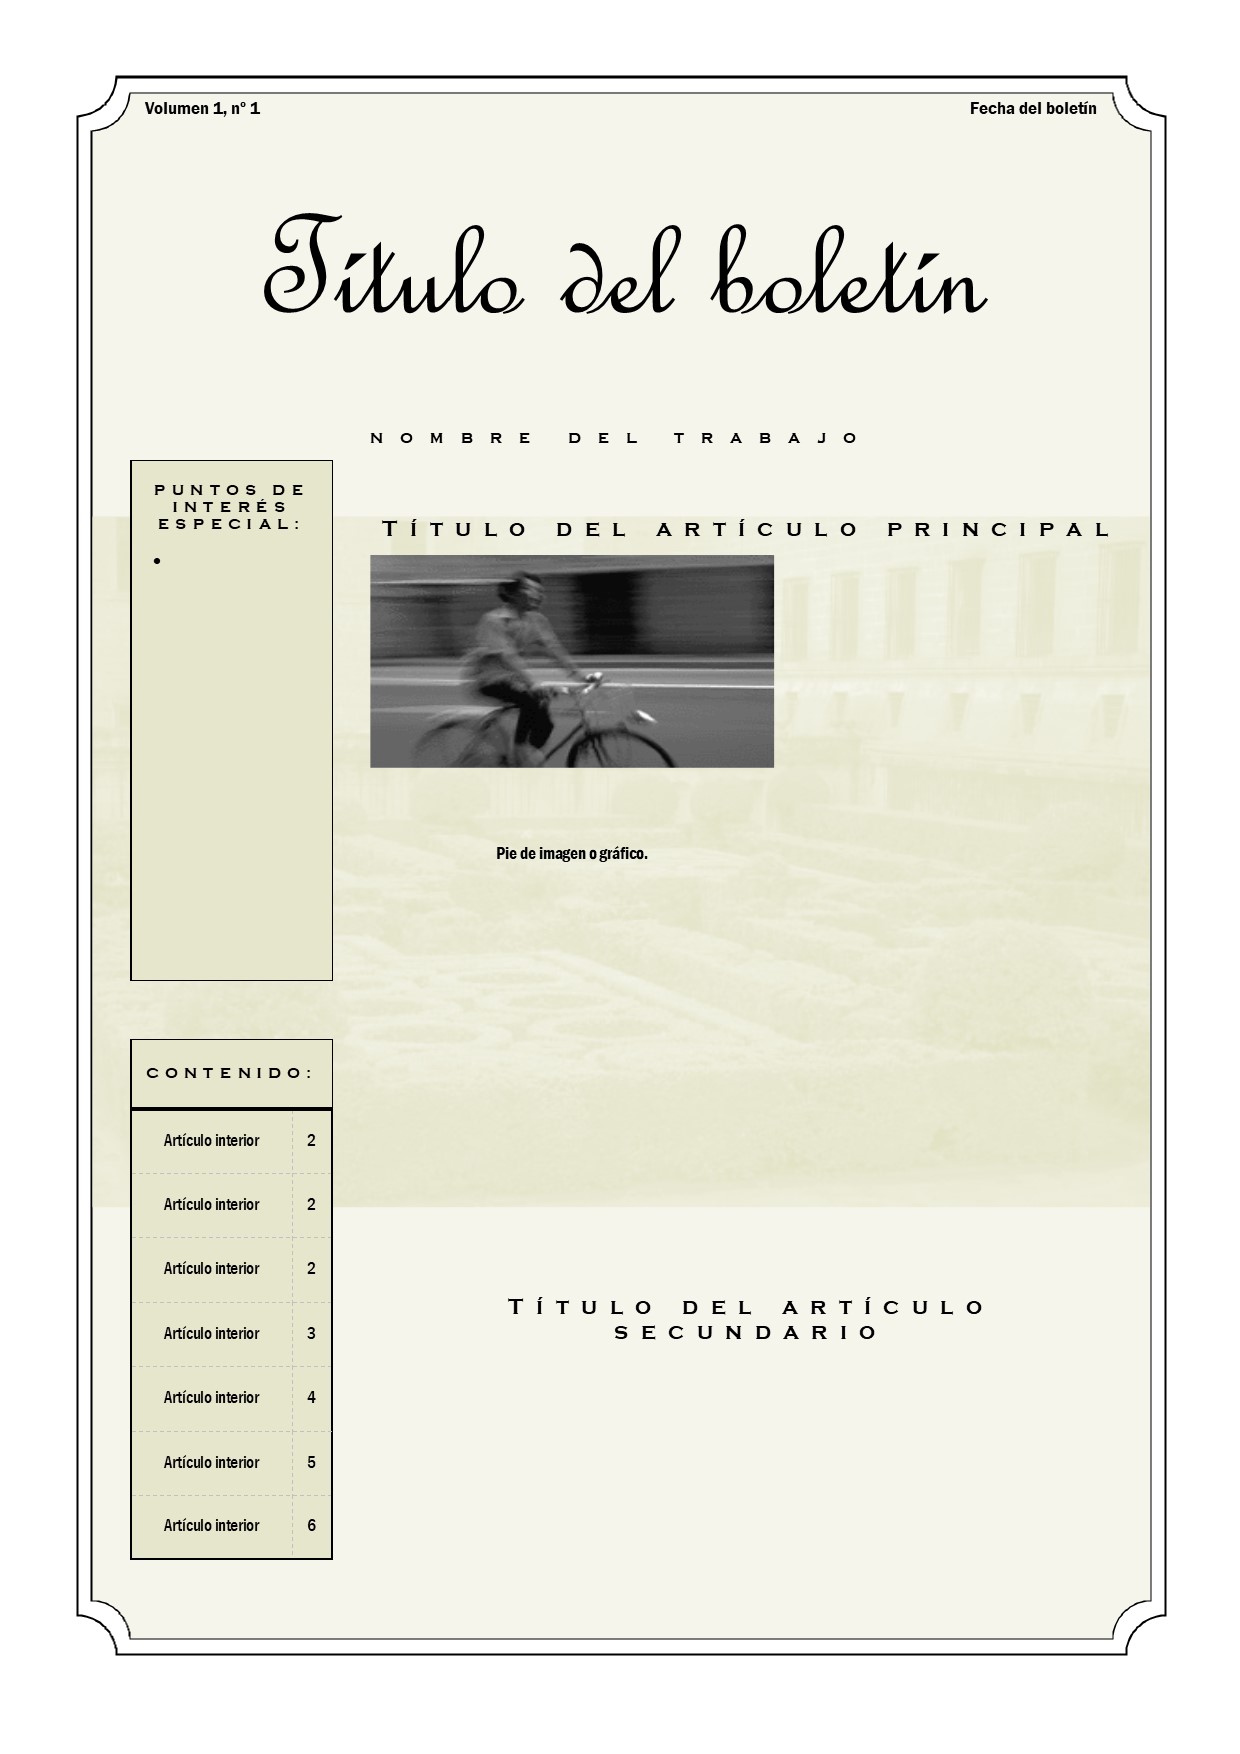 Volumen 1, nº 1
Fecha del boletín
Título del boletín
NOMBRE DEL TRABAJO
PUNTOS DE
INTERÉS
ESPECIAL:
•
TÍTULO DEL ARTÍCULO PRINCIPAL
Pie de imagen o gráfico.
CONTENIDO:
Artículo interior 2
Artículo interior 2
Artículo interior 2
Artículo interior 3
Artículo interior 4
Artículo interior 5
Artículo interior 6
TÍTULO DEL ARTÍCULO
SECUNDARIO